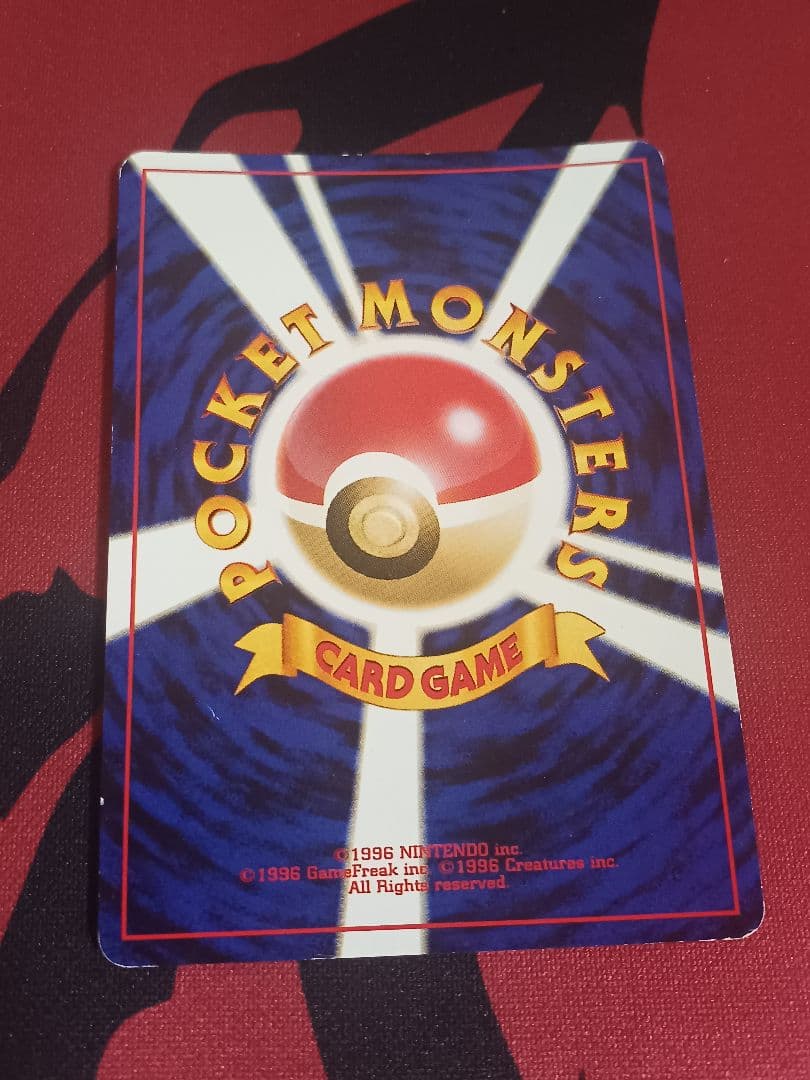 POCKET MONSTERS
CARD GAME
©1996 NINTENDO inc.
©1996 GameFreak inc. ©1996 Creatures inc.
All Rights reserved.